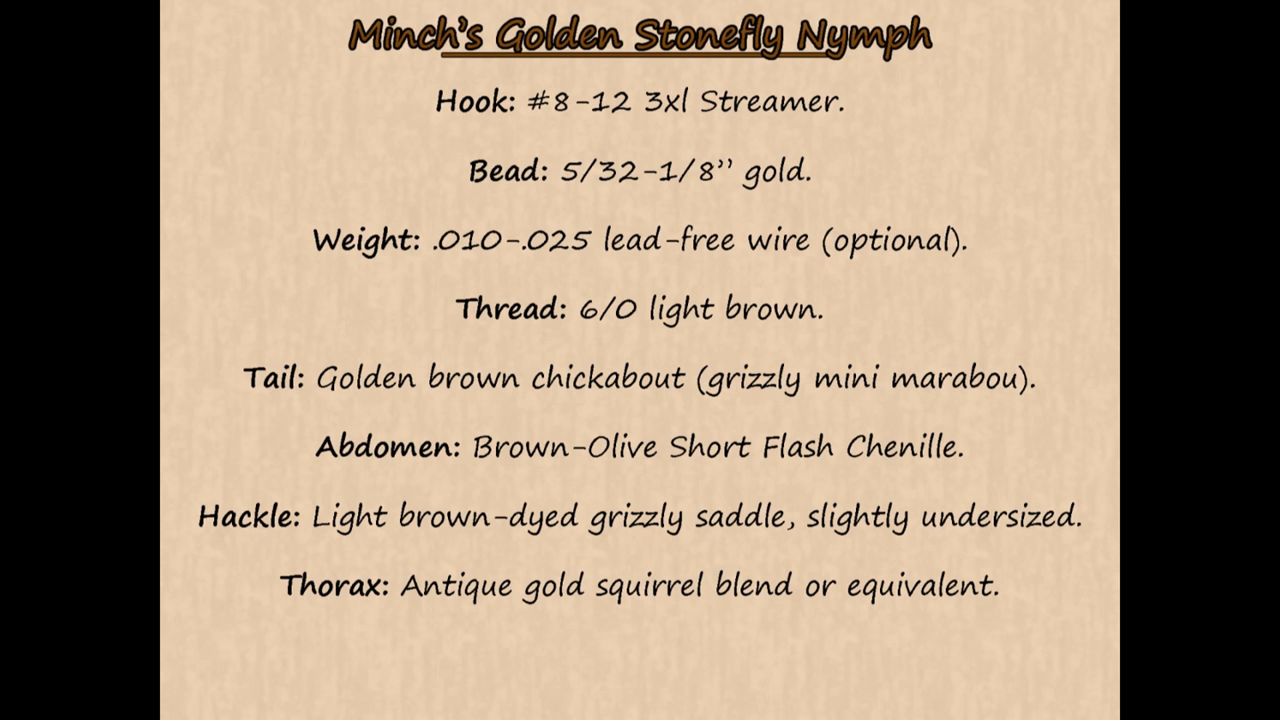 Minch's Golden Stonefly Nymph
Hook: #8-12 3xl Streamer.
Bead: 5/32-1/8” gold.
Weight: .010-.025 lead-free wire (optional).
Thread: 6/0 light brown.
Tail: Golden brown chickabout (grizzly mini marabou).
Abdomen: Brown-Olive Short Flash Chenille.
Hackle: Light brown-dyed grizzly saddle, slightly undersized.
Thorax: Antique gold squirrel blend or equivalent.